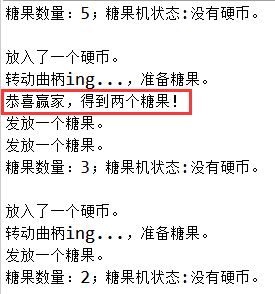 糖果数量：5；糖果机状态:没有硬币。
放入了一个硬币。
转动曲柄ing...，准备糖果。
恭喜赢家，得到两个糖果！
发放一个糖果。
发放一个糖果。
糖果数量：3；糖果机状态:没有硬币。
放入了一个硬币。
转动曲柄ing...，准备糖果。
发放一个糖果。
糖果数量：2；糖果机状态:没有硬币。